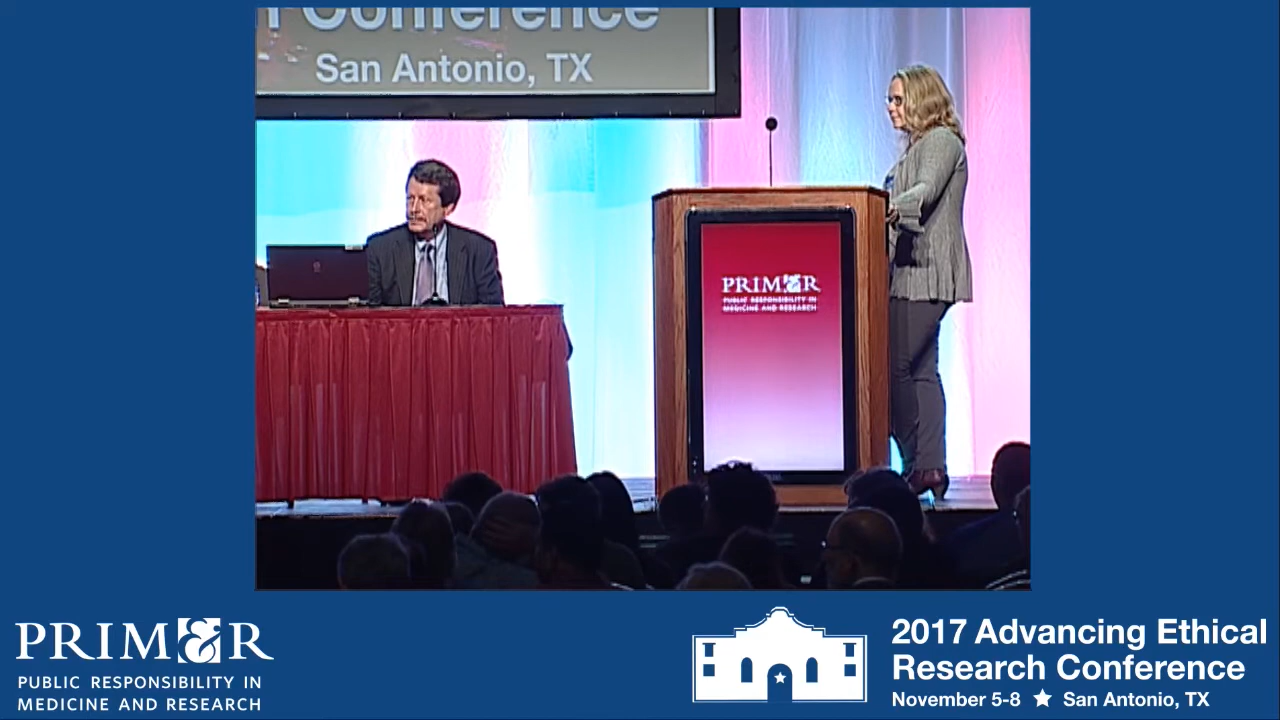 Conference
San Antonio, TX
PRIM&R
PUBLIC RESPONSIBILITY IN
MEDICINE AND RESEARCH
PRIM&R
PUBLIC RESPONSIBILITY IN
MEDICINE AND RESEARCH
2017 Advancing Ethical
Research Conference
November 5-8 ★ San Antonio, TX